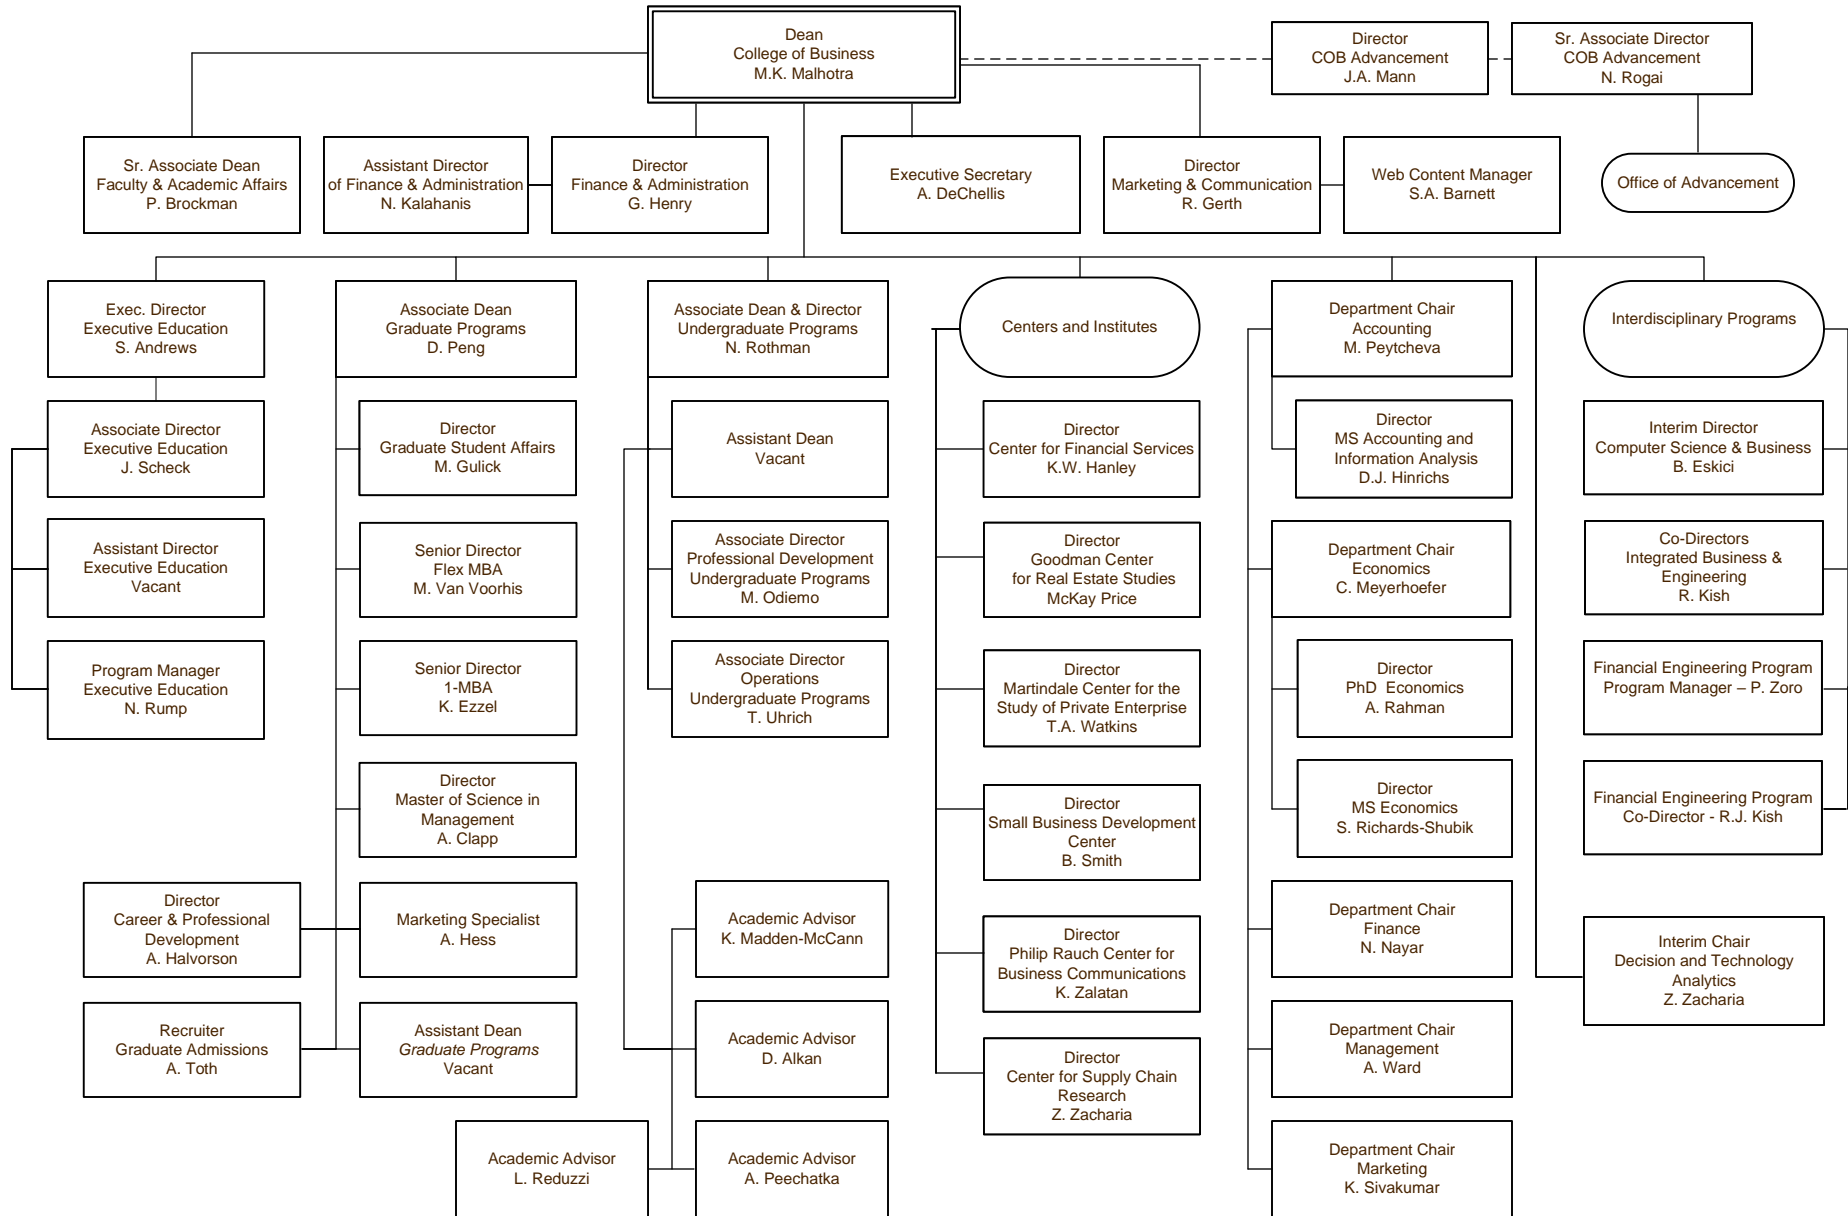 Dean
College of Business
M.K. Malhotra
Director
COB Advancement
J.A. Mann
Sr. Associate Director
COB Advancement
N. Rogai
Sr. Associate Dean
Faculty & Academic Affairs
P. Brockman
Assistant Director
of Finance & Administration
N. Kalahanis
Director
Finance & Administration
G. Henry
Executive Secretary
A. DeChellis
Director
Marketing & Communication
R. Gerth
Web Content Manager
S.A. Barnett
Office of Advancement
Exec. Director
Executive Education
S. Andrews
Associate Dean
Graduate Programs
D. Peng
Associate Dean & Director
Undergraduate Programs
N. Rothman
Centers and Institutes
Department Chair
Accounting
M. Peytcheva
Interdisciplinary Programs
Associate Director
Executive Education
J. Scheck
Director
Graduate Student Affairs
M. Gulick
Assistant Dean
Vacant
Director
Center for Financial Services
K.W. Hanley
Director
MS Accounting and
Information Analysis
D.J. Hinrichs
Interim Director
Computer Science & Business
B. Eskici
Assistant Director
Executive Education
Vacant
Senior Director
Flex MBA
M. Van Voorhis
Associate Director
Professional Development
Undergraduate Programs
M. Odiemo
Director
Goodman Center
for Real Estate Studies
McKay Price
Department Chair
Economics
C. Meyerhoefer
Co-Directors
Integrated Business &
Engineering
R. Kish
Program Manager
Executive Education
N. Rump
Senior Director
1-MBA
K. Ezzel
Associate Director
Operations
Undergraduate Programs
T. Uhrich
Director
Martindale Center for the
Study of Private Enterprise
T.A. Watkins
Director
PhD Economics
A. Rahman
Financial Engineering Program
Program Manager – P. Zoro
Director
Master of Science in
Management
A. Clapp
Director
Small Business Development
Center
B. Smith
Director
MS Economics
S. Richards-Shubik
Financial Engineering Program
Co-Director - R.J. Kish
Director
Career & Professional
Development
A. Halvorson
Marketing Specialist
A. Hess
Academic Advisor
K. Madden-McCann
Director
Philip Rauch Center for
Business Communications
K. Zalatan
Department Chair
Finance
N. Nayar
Interim Chair
Decision and Technology
Analytics
Z. Zacharia
Recruiter
Graduate Admissions
A. Toth
Assistant Dean
Graduate Programs
Vacant
Academic Advisor
D. Alkan
Director
Center for Supply Chain
Research
Z. Zacharia
Department Chair
Management
A. Ward
Academic Advisor
L. Reduzzi
Academic Advisor
A. Peechatka
Department Chair
Marketing
K. Sivakumar